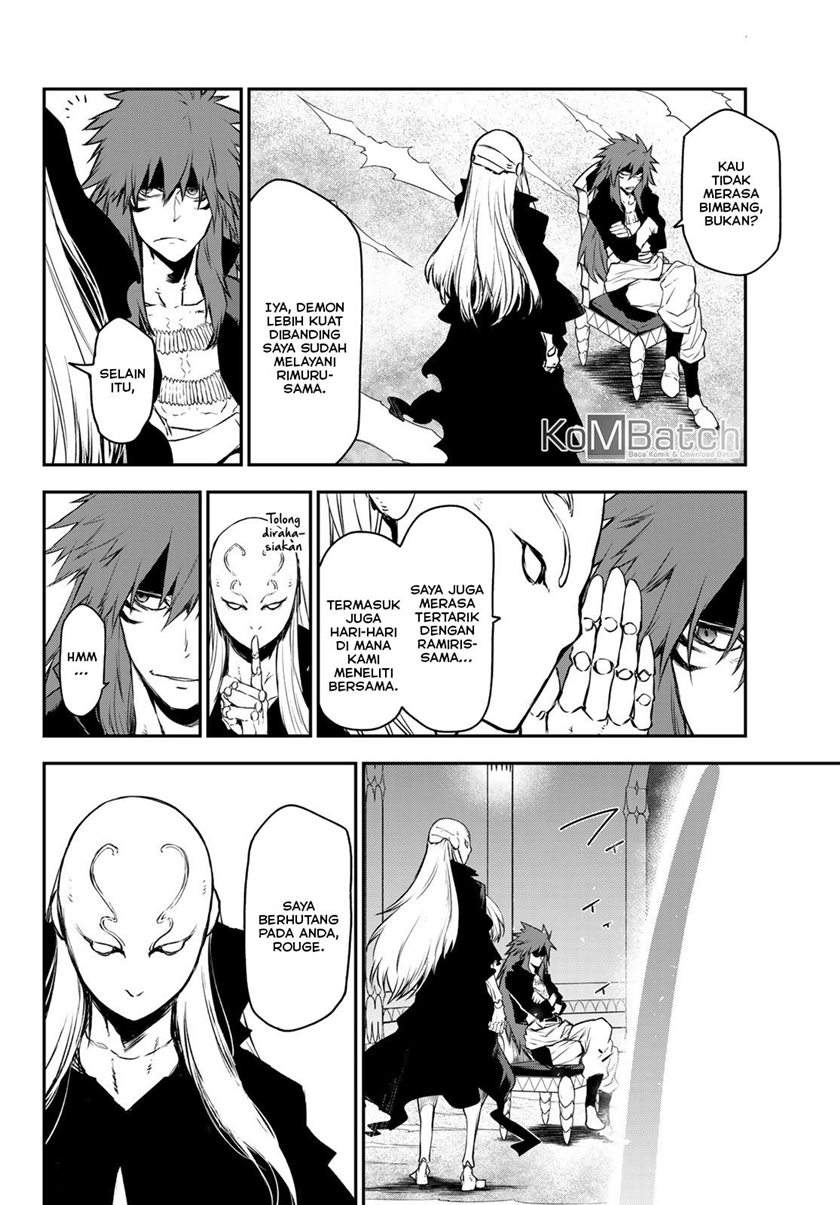 KAU
TIDAK
MERASA
BIMBANG,
BUKAN?
IYA, DEMON
LEBIH KUAT
DIBANDING
SAYA SUDAH
MELAYANI
RIMURU-
SAMA.
SELAIN
ITU,
KoMBatch
Baca Komik & Download Batch
SAYA JUGA
MERASA
TERTARIK
DENGAN
RAMIRIS-
SAMA...
TERMASUK
JUGA
HARI-HARI
DI MANA
KAMI
MENELITI
BERSAMA.
Tolong
diraha-
siakan
HMM
...
SAYA
BERHUTANG
PADA ANDA,
ROUGE.